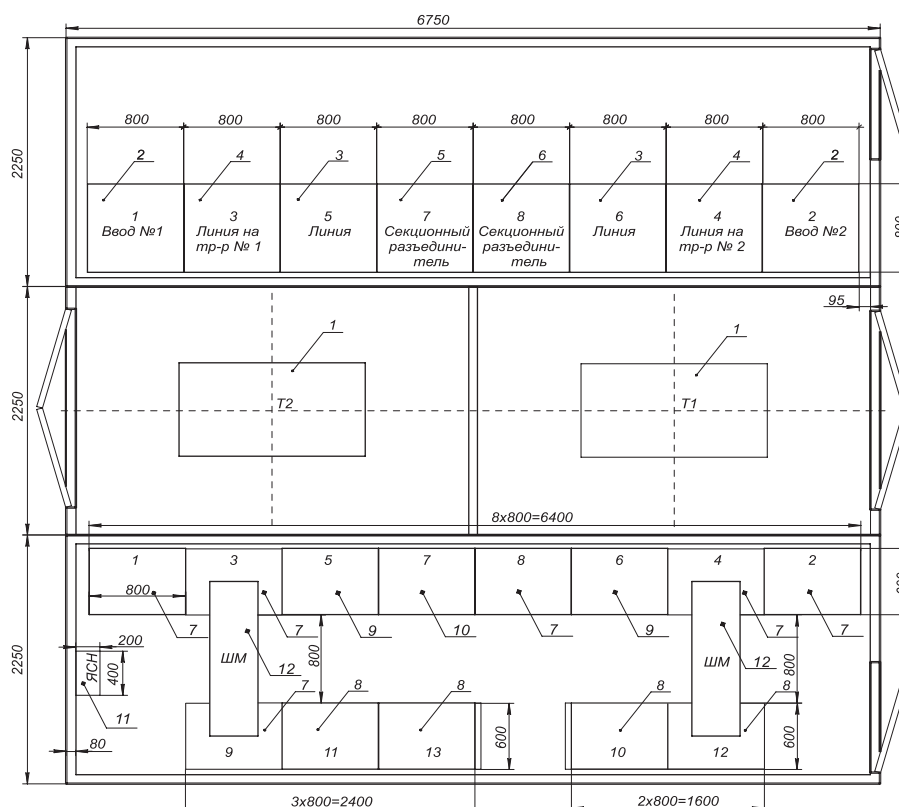 6750
2250
800 800 800 800 800 800 800 800
2 4 3 5 6 3 4 2
1
Ввод №1
3
Линия на
тр-р № 1
5
Линия
7
Секционный
разъедини-
тель
8
Секционный
разъедини-
тель
6
Линия
4
Линия на
тр-р № 2
2
Ввод №2
95
2250
1
Т2
1
Т1
8х800=6400
2250
1 3 5 7 8 6 4 2
800
7 7 9 10 7 9 7 7
200
ЯСН
400
11
80
ШМ
12
800
ШМ
12
800
7 8 8 8 8
9 11 13
600
10 12
600
3х800=2400
2х800=1600